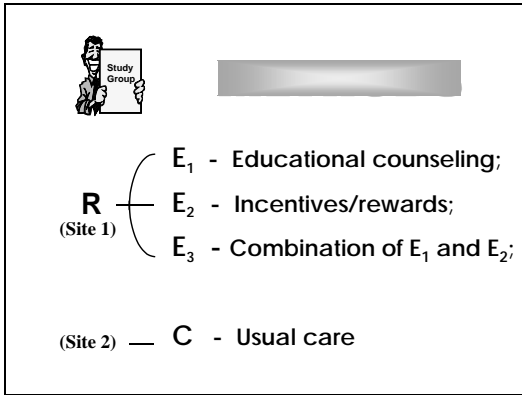 Study
Group
E₁ - Educational counseling;
R E₂ - Incentives/rewards;
(Site 1)
E₃ - Combination of E₁ and E₂;
(Site 2) — C - Usual care